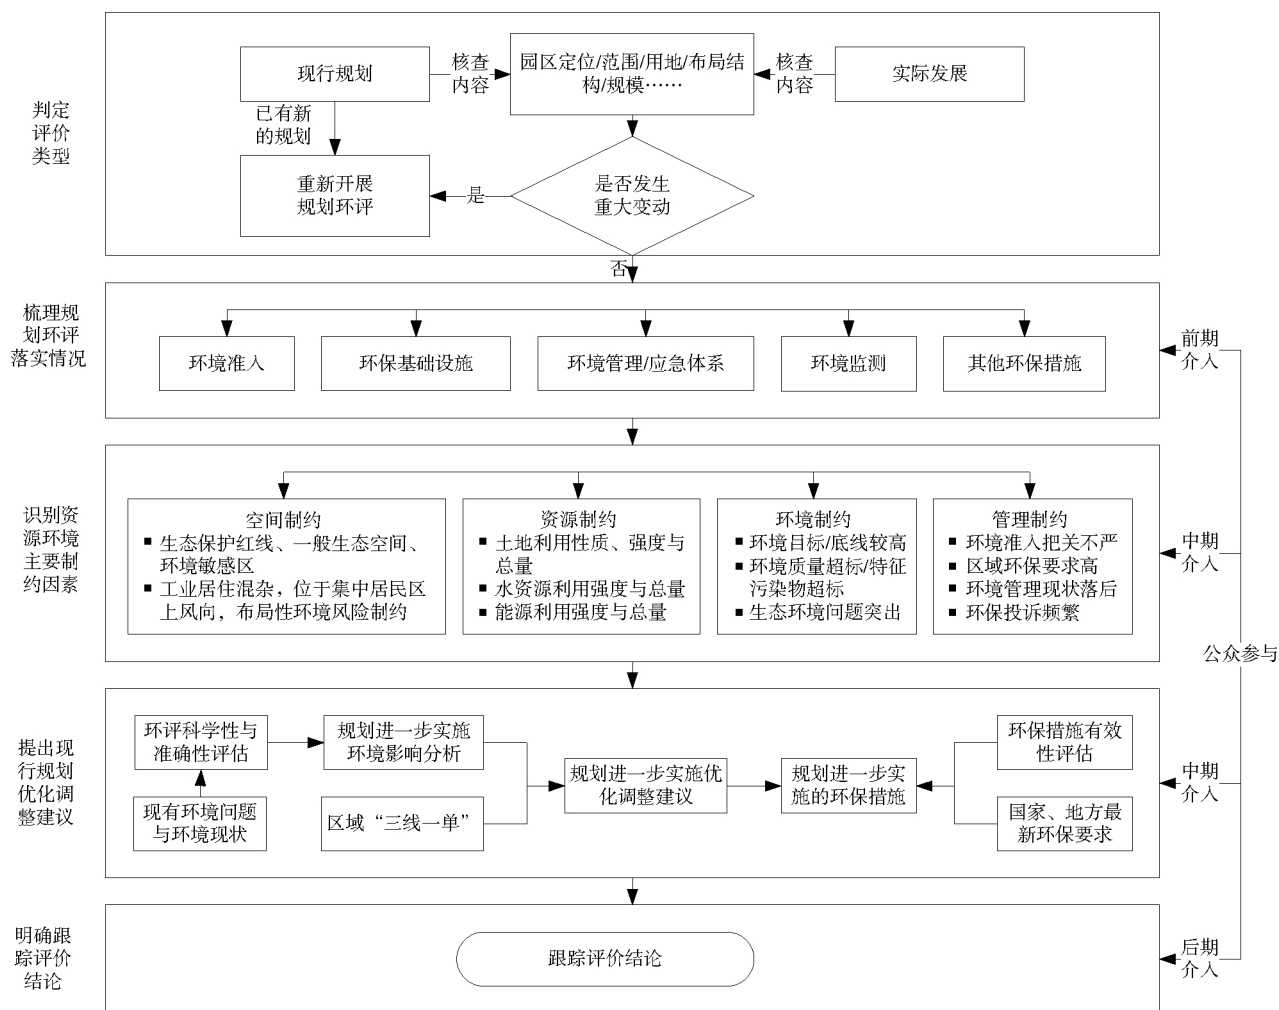 判定
评价
类型
现行规划
核查
内容
园区定位/范围/用地/布局结
构/规模……
核查
内容
实际发展
已有新
的规划
重新开展
规划环评
是
是否发生
重大变动
否
梳理规
划环评
落实情况
环境准入
环保基础设施
环境管理/应急体系
环境监测
其他环保措施
前期
介入
识别资
源环境
主要制
约因素
空间制约
■ 生态保护红线、一般生态空间、
环境敏感区
■ 工业居住混杂，位于集中居民区
上风向，布局性环境风险制约
资源制约
■ 土地利用性质、强度与
总量
■ 水资源利用强度与总量
■ 能源利用强度与总量
环境制约
■ 环境目标/底线较高
■ 环境质量超标/特征
污染物超标
■ 生态环境问题突出
管理制约
■ 环境准入把关不严
■ 区域环保要求高
■ 环境管理现状落后
■ 环保投诉频繁
中期
介入
公众参与
提出现
行规划
优化调
整建议
环评科学性与
准确性评估
规划进一步实施
环境影响分析
现有环境问题
与环境现状
区域“三线一单”
规划进一步实施优
化调整建议
规划进一步实
施的环保措施
环保措施有效
性评估
国家、地方最
新环保要求
中期
介入
明确跟
踪评价
结论
跟踪评价结论
后期
介入